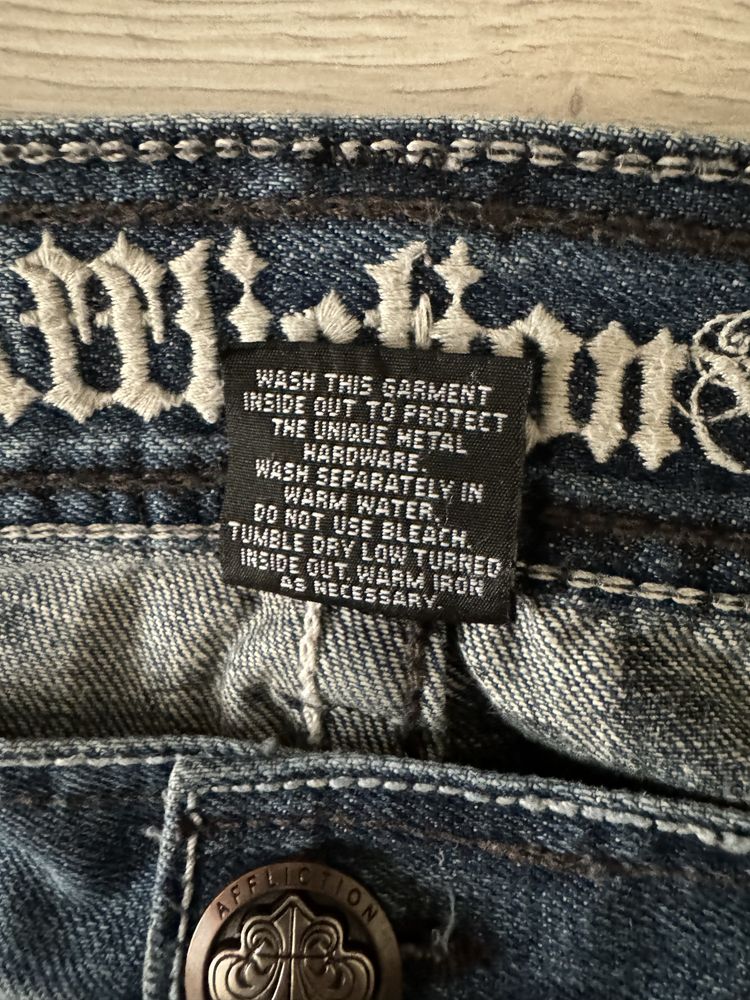 Affliction
WASH THIS GARMENT
INSIDE OUT TO PROTECT
THE UNIQUE METAL
HARDWARE.
WASH SEPARATELY IN
WARM WATER.
DO NOT USE BLEACH.
TUMBLE DRY LOW TURNED
INSIDE OUT. WARM IRON
AS NECESSARY.
AFFLICTION